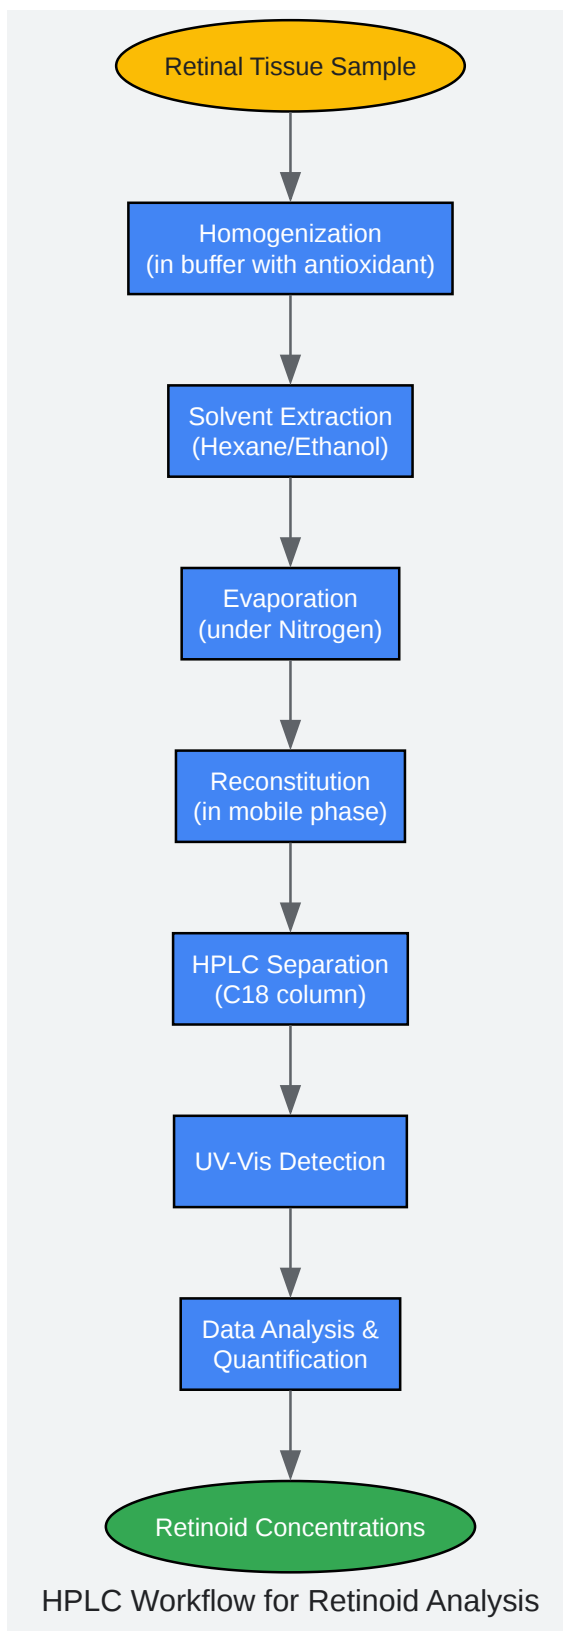 Retinal Tissue Sample
Homogenization
(in buffer with antioxidant)
Solvent Extraction
(Hexane/Ethanol)
Evaporation
(under Nitrogen)
Reconstitution
(in mobile phase)
HPLC Separation
(C18 column)
UV-Vis Detection
Data Analysis &
Quantification
Retinoid Concentrations
HPLC Workflow for Retinoid Analysis